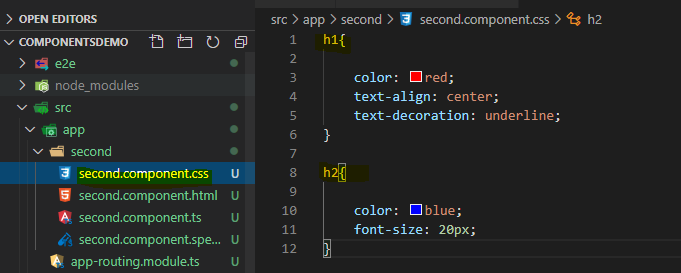 OPEN EDITORS
COMPONENTSDEMO
e2e
node_modules
src
app
second
second.component.css U
second.component.html U
second.component.ts U
second.component.spe... U
app-routing.module.ts U
src > app > second > second.component.css > h2
1 h1{
2
3 color: red;
4 text-align: center;
5 text-decoration: underline;
6 }
7
8 h2{
9
10 color: blue;
11 font-size: 20px;
12 }